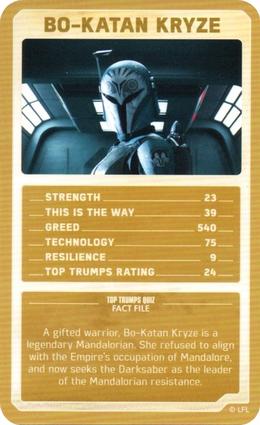 BO-KATAN KRYZE
STRENGTH 23
THIS IS THE WAY 39
GREED 540
TECHNOLOGY 75
RESILIENCE 9
TOP TRUMPS RATING 24
TOP TRUMPS QUIZ
FACT FILE
A gifted warrior, Bo-Katan Kryze is a
legendary Mandalorian. She refused to align
with the Empire's occupation of Mandalore,
and now seeks the Darksaber as the leader
of the Mandalorian resistance.
© LFL